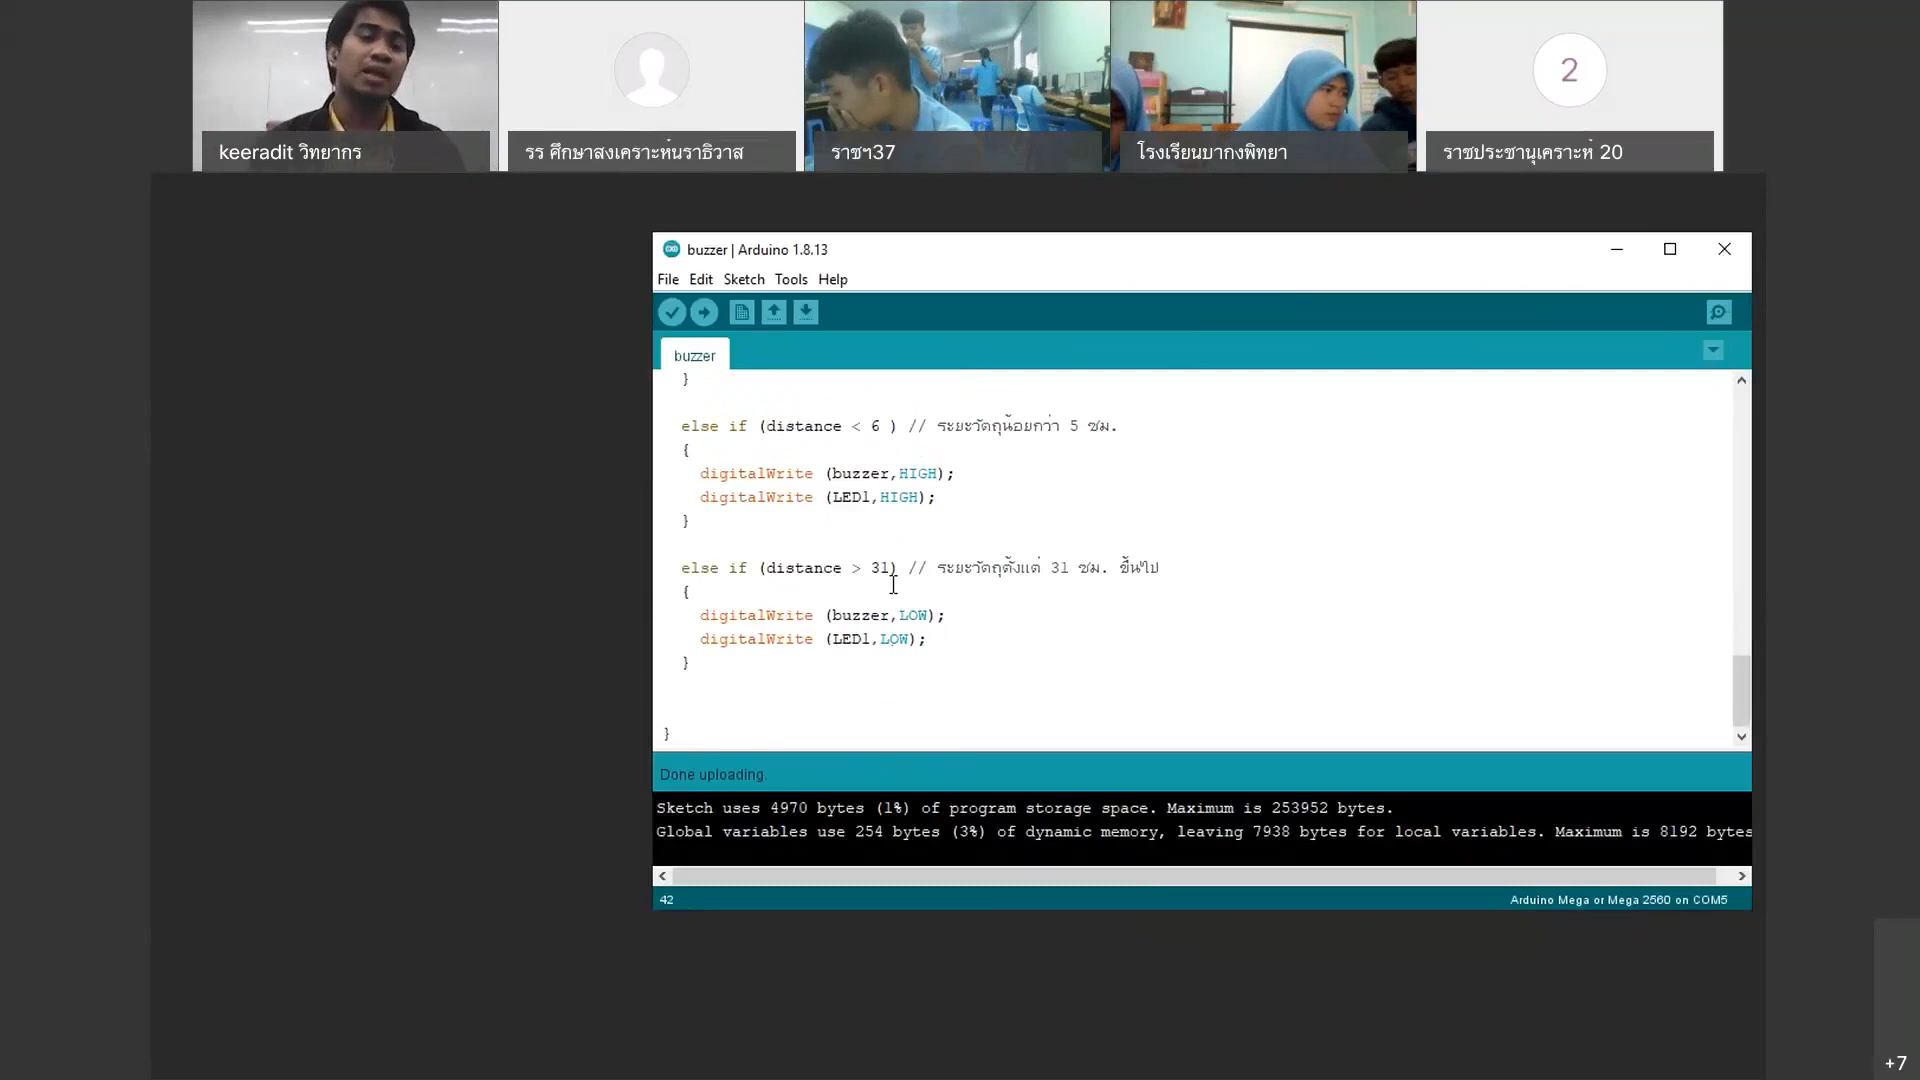 keeradit วิทยากร
รร ศึกษาสงเคราะห์นราธิวาส
ราชฯ37
โรงเรียนบากงพิทยา
2
ราชประชานุเคราะห์ 20
buzzer | Arduino 1.8.13
File Edit Sketch Tools Help
buzzer
}
else if (distance < 6 ) // ระยะวัตถุน้อยกว่า 5 ซม.
{
digitalWrite (buzzer,HIGH);
digitalWrite (LED1,HIGH);
}
else if (distance > 31) // ระยะวัตถุตั้งแต่ 31 ซม. ขึ้นไป
{
digitalWrite (buzzer,LOW);
digitalWrite (LED1,LOW);
}
}
Done uploading.
Sketch uses 4970 bytes (1%) of program storage space. Maximum is 253952 bytes.
Global variables use 254 bytes (3%) of dynamic memory, leaving 7938 bytes for local variables. Maximum is 8192 bytes
42
Arduino Mega or Mega 2560 on COM5
+7